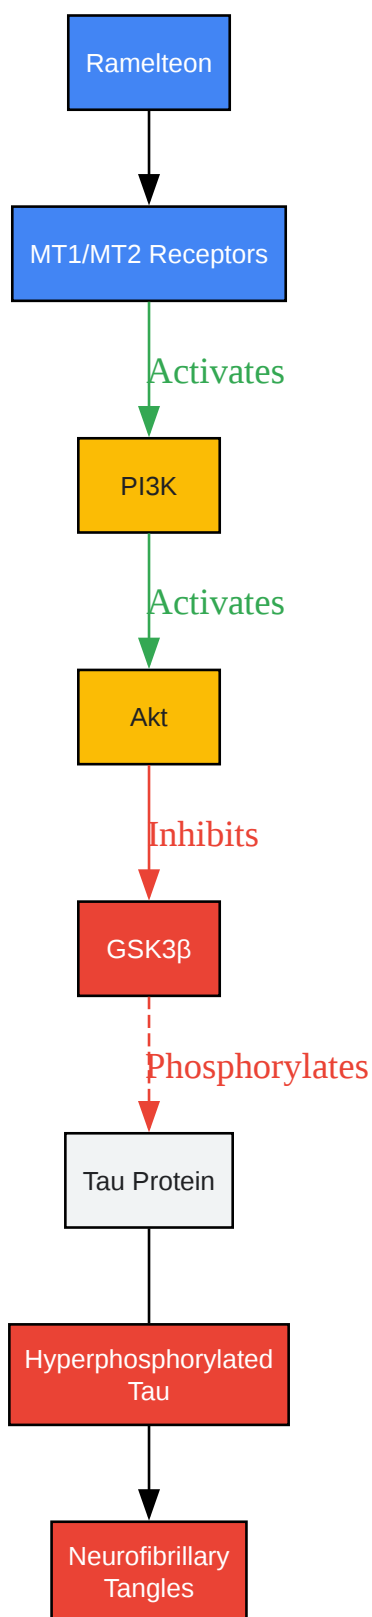 Ramelteon
MT1/MT2 Receptors
Activates
PI3K
Activates
Akt
Inhibits
GSK3β
Phosphorylates
Tau Protein
Hyperphosphorylated
Tau
Neurofibrillary
Tangles